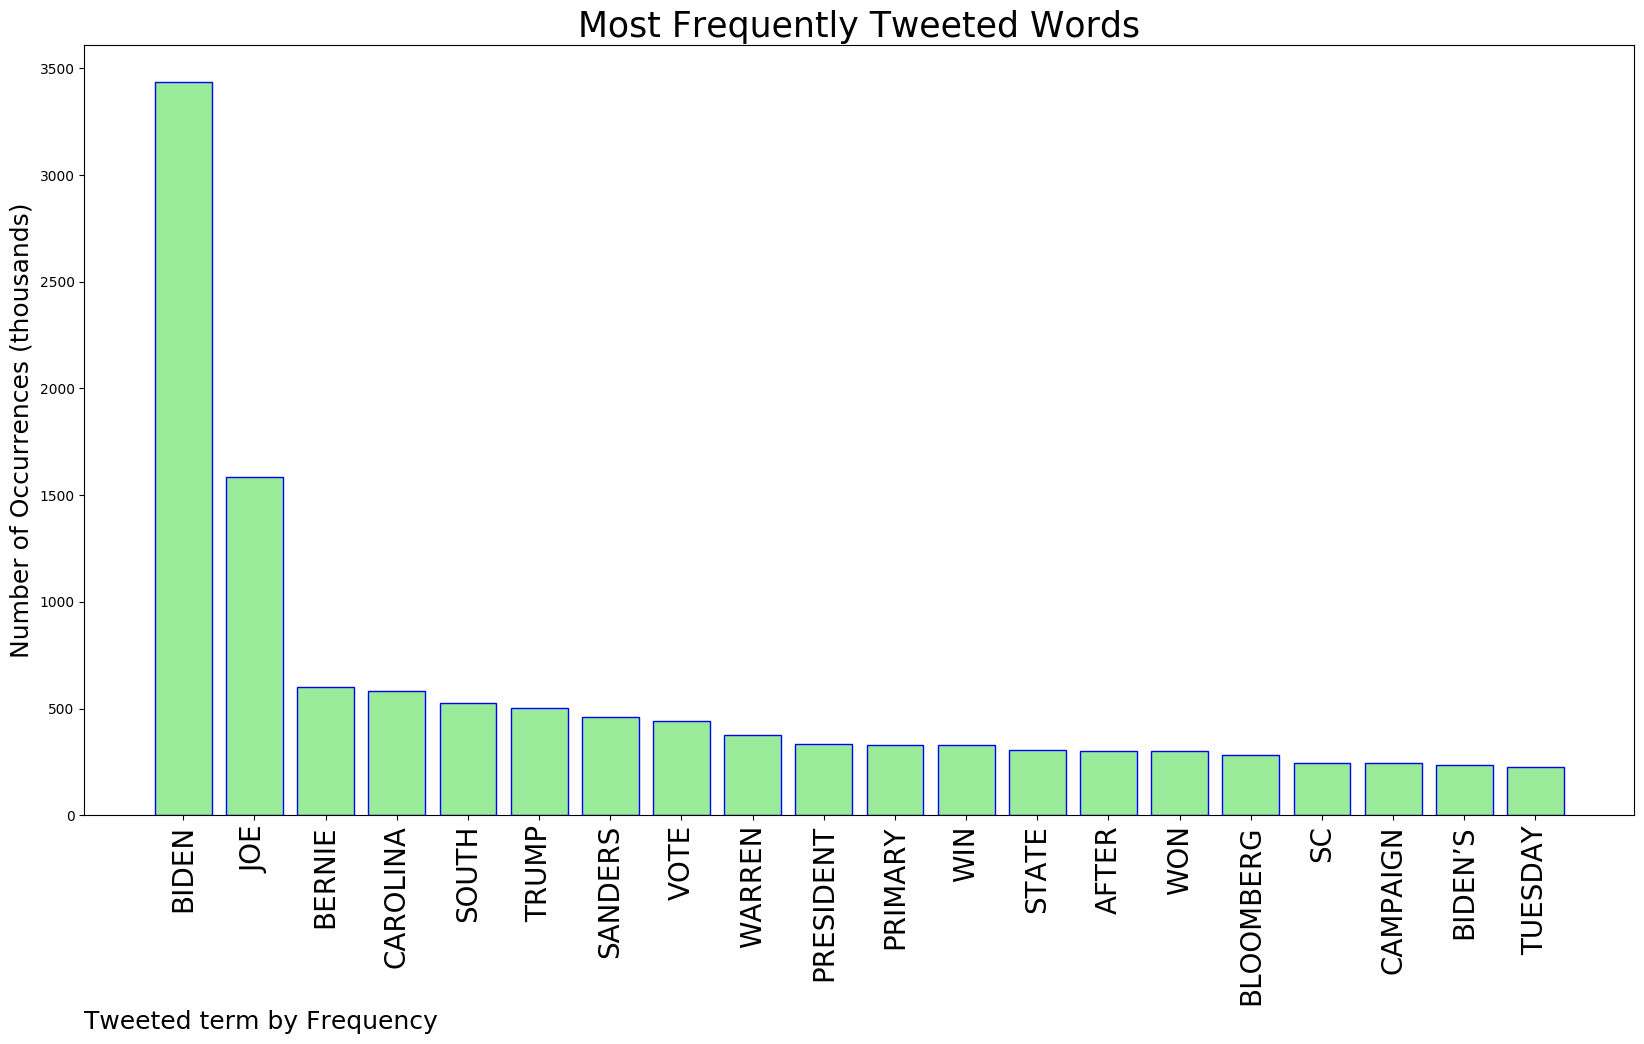 Most Frequently Tweeted Words
Number of Occurrences (thousands)
3500
3000
2500
2000
1500
1000
500
0
BIDEN
JOE
BERNIE
CAROLINA
SOUTH
TRUMP
SANDERS
VOTE
WARREN
PRESIDENT
PRIMARY
WIN
STATE
AFTER
WON
BLOOMBERG
SC
CAMPAIGN
BIDEN’S
TUESDAY
Tweeted term by Frequency